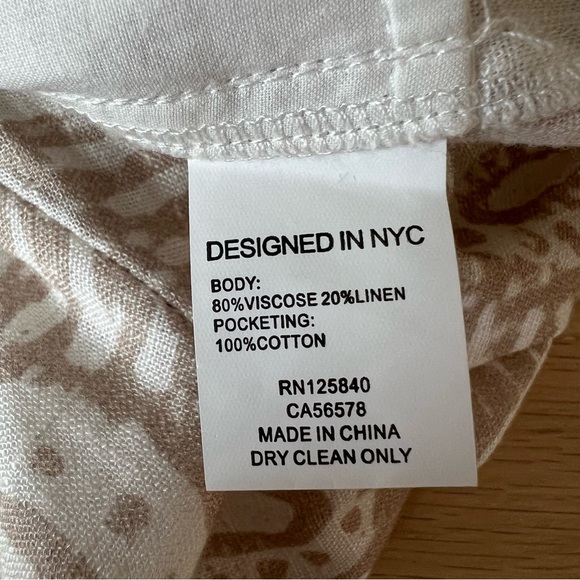 DESIGNED IN NYC
BODY:
80%VISCOSE 20%LINEN
POCKETING:
100%COTTON
RN125840
CA56578
MADE IN CHINA
DRY CLEAN ONLY